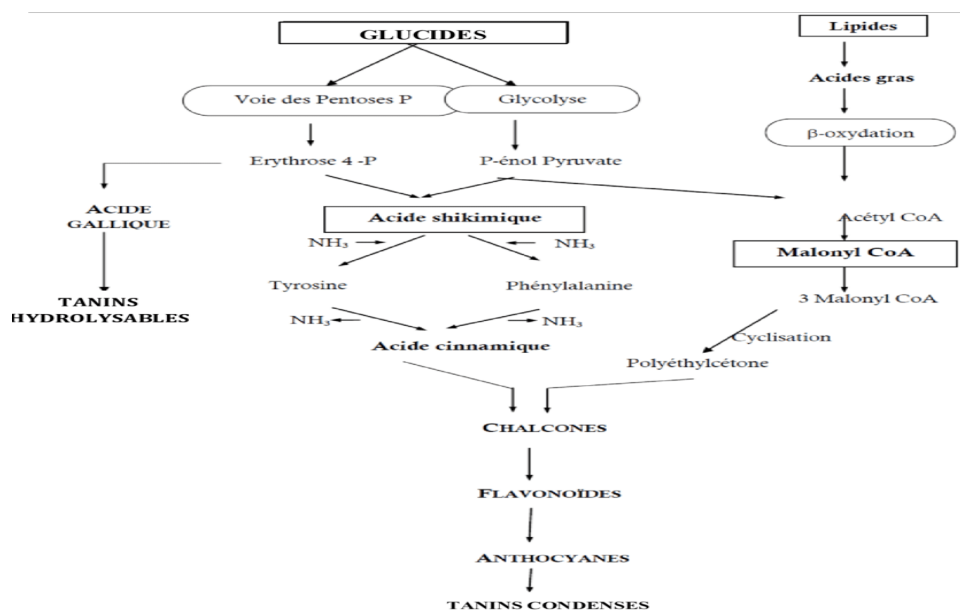 GLUCIDES
Lipides
Acides gras
Voie des Pentoses P
Glycolyse
β-oxydation
Erythrose 4 -P
P-énol Pyruvate
ACIDE
GALLIQUE
Acide shikimique
Acétyl CoA
NH₃
NH₃
Malonyl CoA
Tyrosine
Phénylalanine
3 Malonyl CoA
TANINS
HYDROLYSABLES
NH₃
NH₃
Acide cinnamique
Cyclisation
Polyéthylcétone
CHALCONES
FLAVONOÏDES
ANTHOCYANES
TANINS CONDENSES